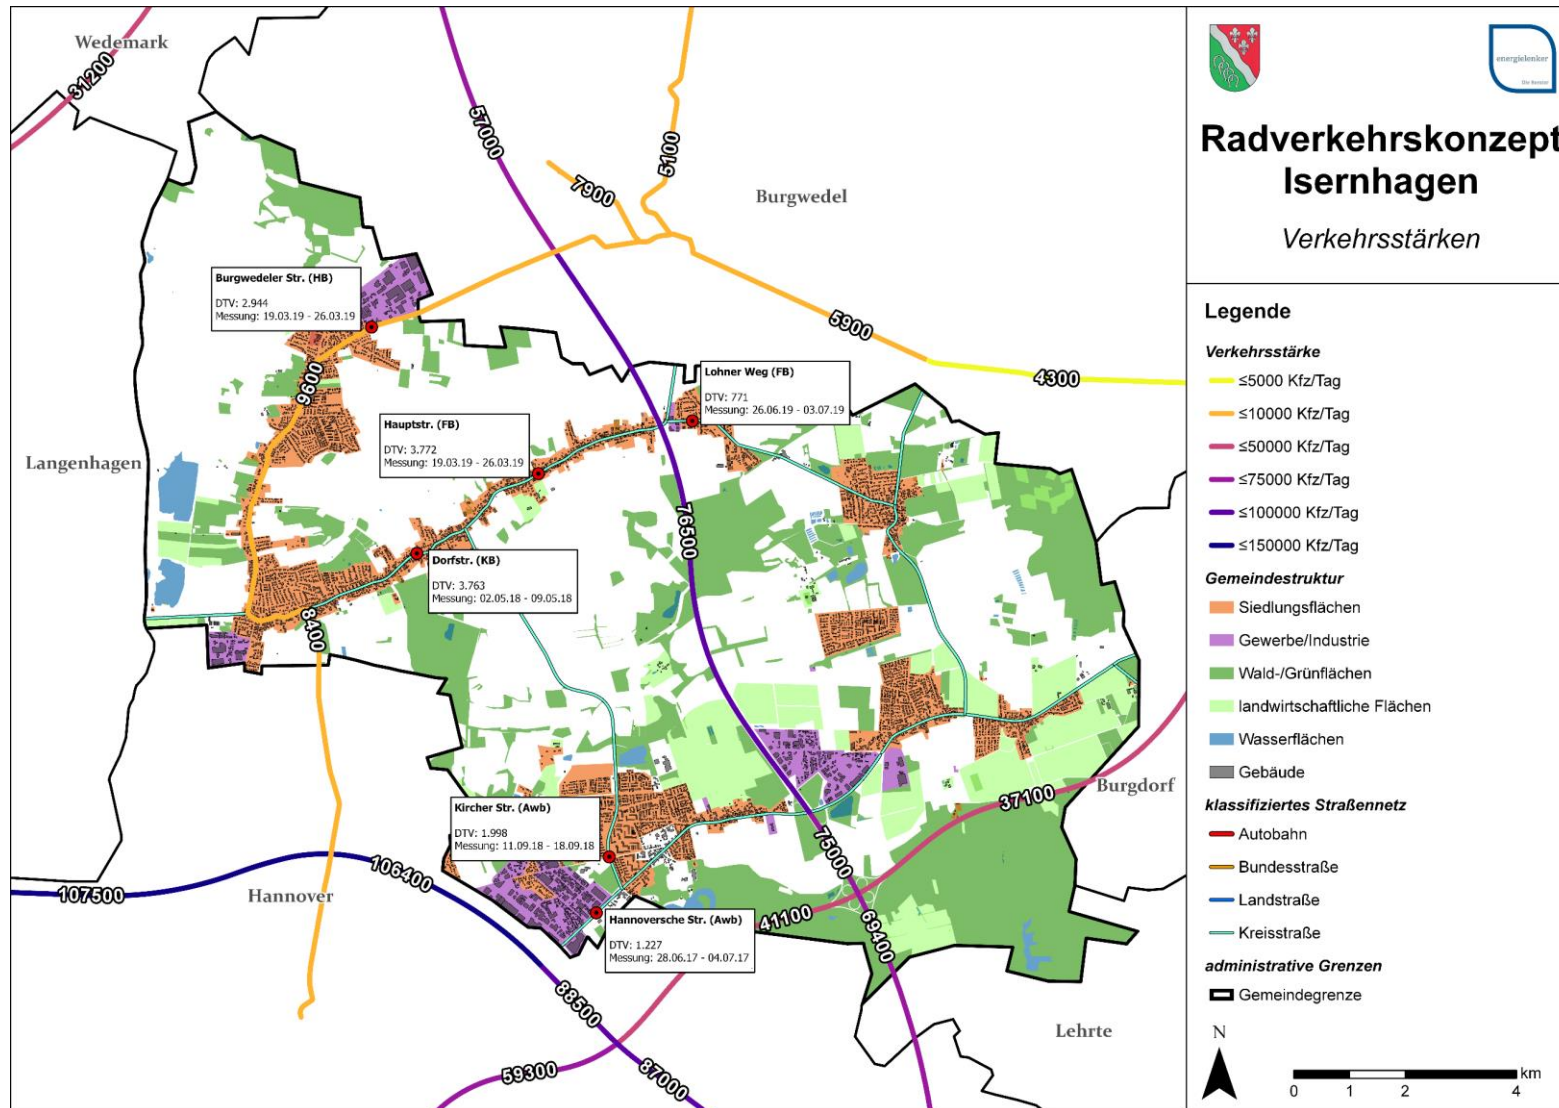 Wedemark
31200
57000
5100
7900
Burgwedel
Burgwedeler Str. (HB)
DTV: 2.944
Messung: 19.03.19 - 26.03.19
5900
4300
9600
Lohner Weg (FB)
DTV: 771
Messung: 26.06.19 - 03.07.19
Hauptstr. (FB)
DTV: 3.772
Messung: 19.03.19 - 26.03.19
Langenhagen
76500
Dorfstr. (KB)
DTV: 3.763
Messung: 02.05.18 - 09.05.18
8400
Kircher Str. (Awb)
DTV: 1.998
Messung: 11.09.18 - 18.09.18
37100
Burgdorf
75000
106400
107500
Hannover
Hannoversche Str. (Awb)
DTV: 1.227
Messung: 28.06.17 - 04.07.17
41100
69400
88500
Lehrte
59300
87000
energielenker
Radverkehrskonzept
Isernhagen
Verkehrsstärken
Legende
Verkehrsstärke
≤5000 Kfz/Tag
≤10000 Kfz/Tag
≤50000 Kfz/Tag
≤75000 Kfz/Tag
≤100000 Kfz/Tag
≤150000 Kfz/Tag
Gemeindestruktur
Siedlungsflächen
Gewerbe/Industrie
Wald-/Grünflächen
landwirtschaftliche Flächen
Wasserflächen
Gebäude
klassifiziertes Straßennetz
Autobahn
Bundesstraße
Landstraße
Kreisstraße
administrative Grenzen
Gemeindegrenze
N
km
0 1 2 4